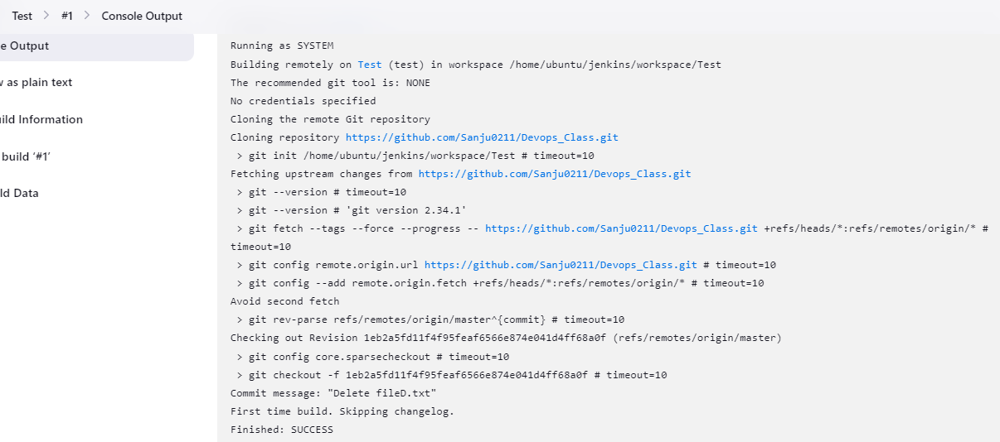 Test > #1 > Console Output
e Output
w as plain text
ild Information
build '#1'
ld Data
Running as SYSTEM
Building remotely on Test (test) in workspace /home/ubuntu/jenkins/workspace/Test
The recommended git tool is: NONE
No credentials specified
Cloning the remote Git repository
Cloning repository https://github.com/Sanju0211/Devops_Class.git
> git init /home/ubuntu/jenkins/workspace/Test # timeout=10
Fetching upstream changes from https://github.com/Sanju0211/Devops_Class.git
> git --version # timeout=10
> git --version # 'git version 2.34.1'
> git fetch --tags --force --progress -- https://github.com/Sanju0211/Devops_Class.git +refs/heads/*:refs/remotes/origin/* #
timeout=10
> git config remote.origin.url https://github.com/Sanju0211/Devops_Class.git # timeout=10
> git config --add remote.origin.fetch +refs/heads/*:refs/remotes/origin/* # timeout=10
Avoid second fetch
> git rev-parse refs/remotes/origin/master^{commit} # timeout=10
Checking out Revision 1eb2a5fd11f4f95feaf6566e874e041d4ff68a0f (refs/remotes/origin/master)
> git config core.sparsecheckout # timeout=10
> git checkout -f 1eb2a5fd11f4f95feaf6566e874e041d4ff68a0f # timeout=10
Commit message: "Delete fileD.txt"
First time build. Skipping changelog.
Finished: SUCCESS